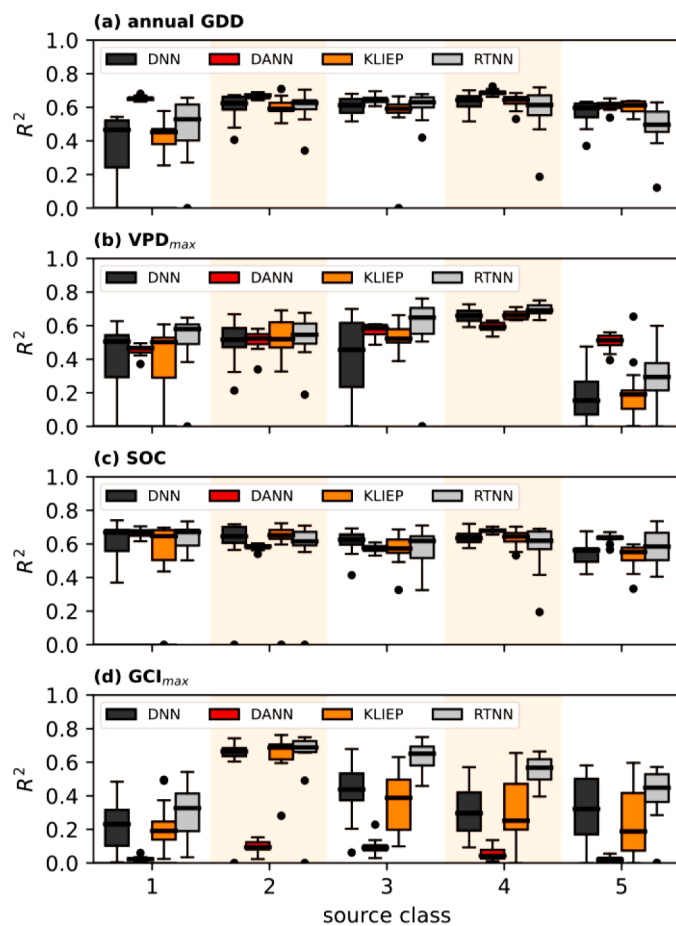 (a) annual GDD
1.0
DNN DANN KLIEP RTNN
0.8
0.6
R²
0.4
0.2
0.0
(b) VPDmax
1.0
DNN DANN KLIEP RTNN
0.8
0.6
R²
0.4
0.2
0.0
(c) SOC
1.0
DNN DANN KLIEP RTNN
0.8
0.6
R²
0.4
0.2
0.0
(d) GCImax
1.0
DNN DANN KLIEP RTNN
0.8
0.6
R²
0.4
0.2
0.0
1 2 3 4 5
source class